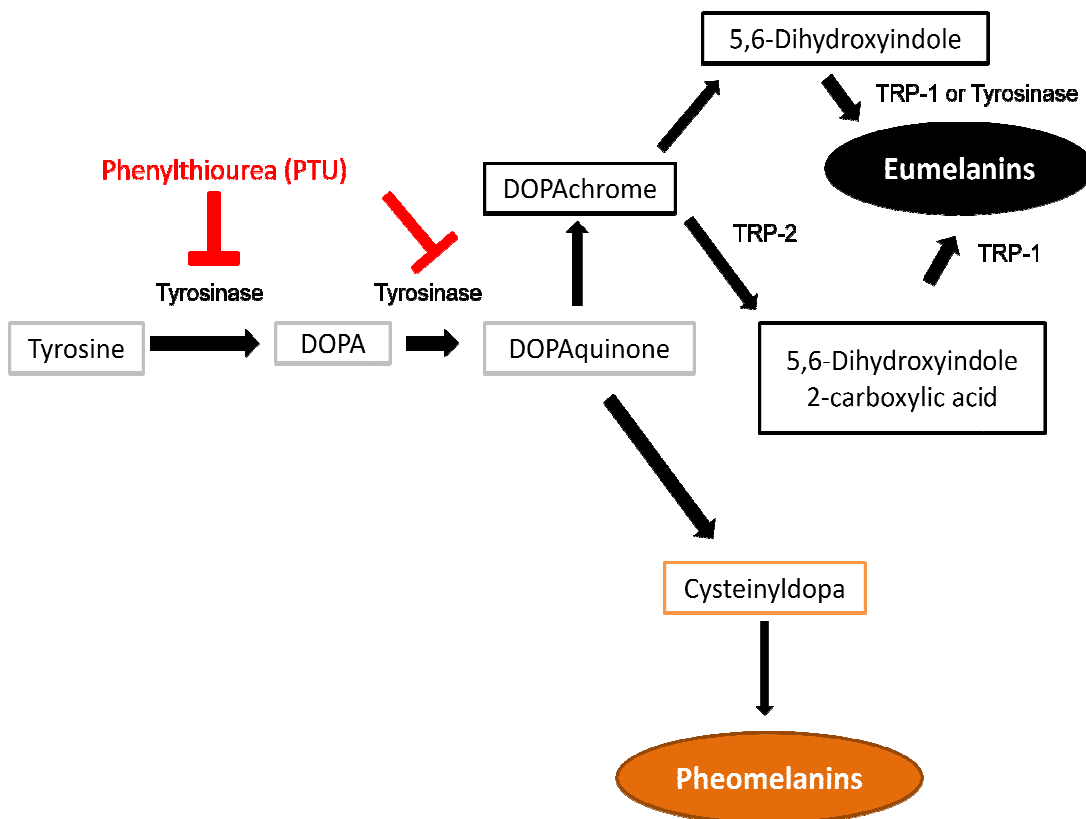 5,6-Dihydroxyindole
TRP-1 or Tyrosinase
Phenylthiourea (PTU)
Eumelanins
DOPAchrome
TRP-2
TRP-1
Tyrosinase
Tyrosinase
Tyrosine
DOPA
DOPAquinone
5,6-Dihydroxyindole
2-carboxylic acid
Cysteinyldopa
Pheomelanins